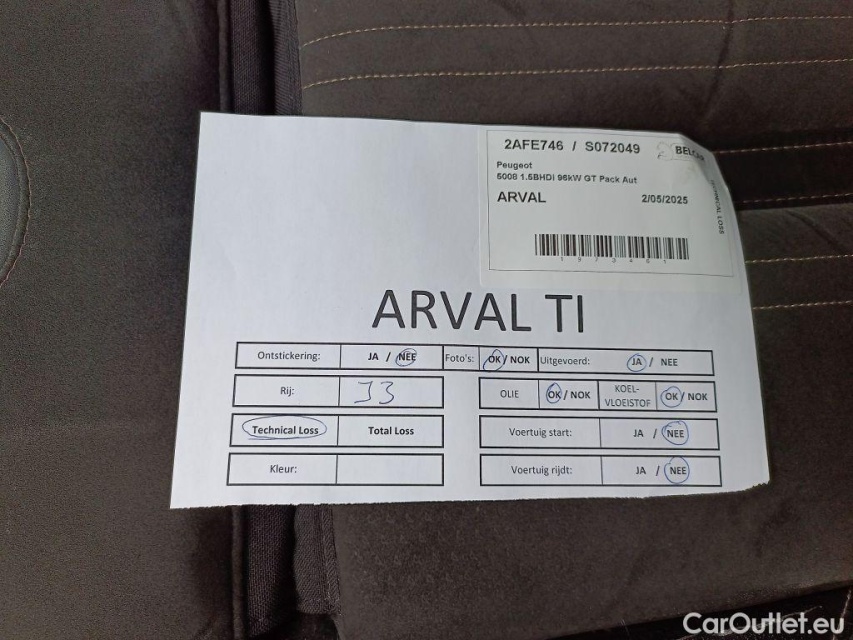 2AFE746 / S072049
Peugeot
5008 1.5BHDI 96kW GT Pack Aut
ARVAL 2/05/2025
ARVAL TI
Ontstickering: JA / NEE Foto's: OK / NOK Uitgevoerd: JA / NEE
Rij: J3 OLIE OK / NOK KOEL-VLOEISTOF OK / NOK
Technical Loss Total Loss Voertuig start: JA / NEE
Kleur: Voertuig rijdt: JA / NEE
CarOutlet.eu